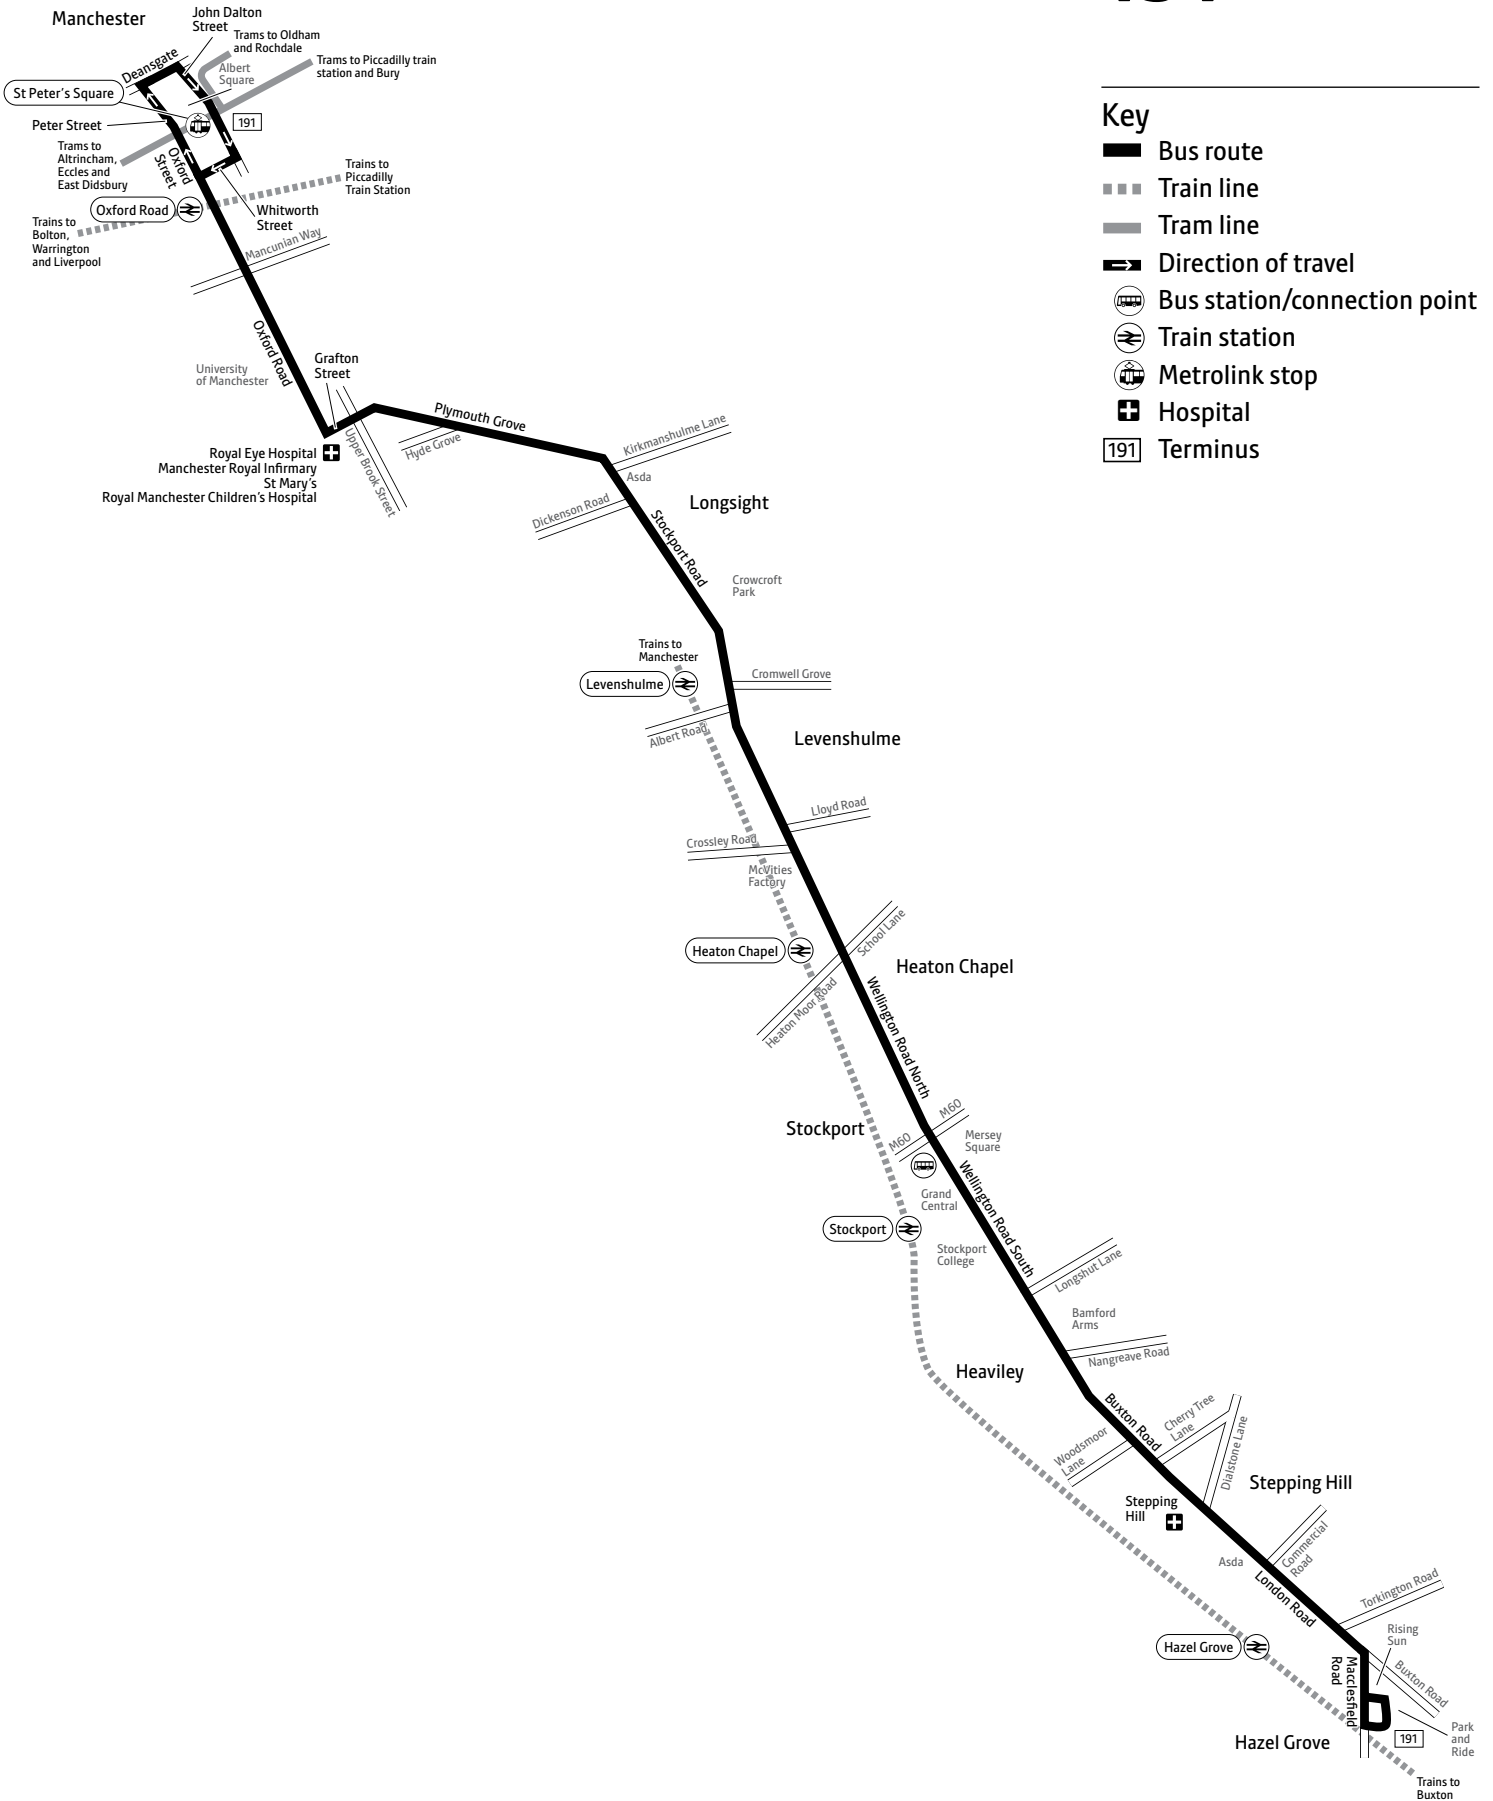 Manchester
John Dalton
Street
Trams to Oldham
and Rochdale
Deansgate
Albert
Square
Trams to Piccadilly train
station and Bury
St Peter's Square
Peter Street
191
Trams to
Altrincham,
Eccles and
East Didsbury
Oxford
Street
Trains to
Piccadilly
Train Station
Oxford Road
Whitworth
Street
Trains to
Bolton,
Warrington
and Liverpool
Mancunian Way
Oxford Road
University
of Manchester
Grafton
Street
Plymouth Grove
Hyde Grove
Upper Brook Street
Kirkmanshulme Lane
Royal Eye Hospital
Manchester Royal Infirmary
St Mary's
Royal Manchester Children's Hospital
Asda
Dickenson Road
Longsight
Stockport Road
Crowcroft
Park
Trains to
Manchester
Levenshulme
Cromwell Grove
Albert Road
Levenshulme
Lloyd Road
Crossley Road
McVities
Factory
School Lane
Heaton Chapel
Heaton Chapel
Heaton Moor Road
Wellington Road North
M60
Stockport
M60
Mersey
Square
Wellington Road South
Grand
Central
Stockport
Stockport
College
Longshut Lane
Bamford
Arms
Nangreave Road
Heaviley
Buxton Road
Cherry Tree
Lane
Dialstone Lane
Woodsmoor
Lane
Stepping Hill
Stepping
Hill
Commercial
Road
Asda
London Road
Torkington Road
Rising
Sun
Hazel Grove
Macclesfield
Road
Buxton Road
Park
and
Ride
Hazel Grove
191
Trains to
Buxton
Key
Bus route
Train line
Tram line
Direction of travel
Bus station/connection point
Train station
Metrolink stop
Hospital
191 Terminus